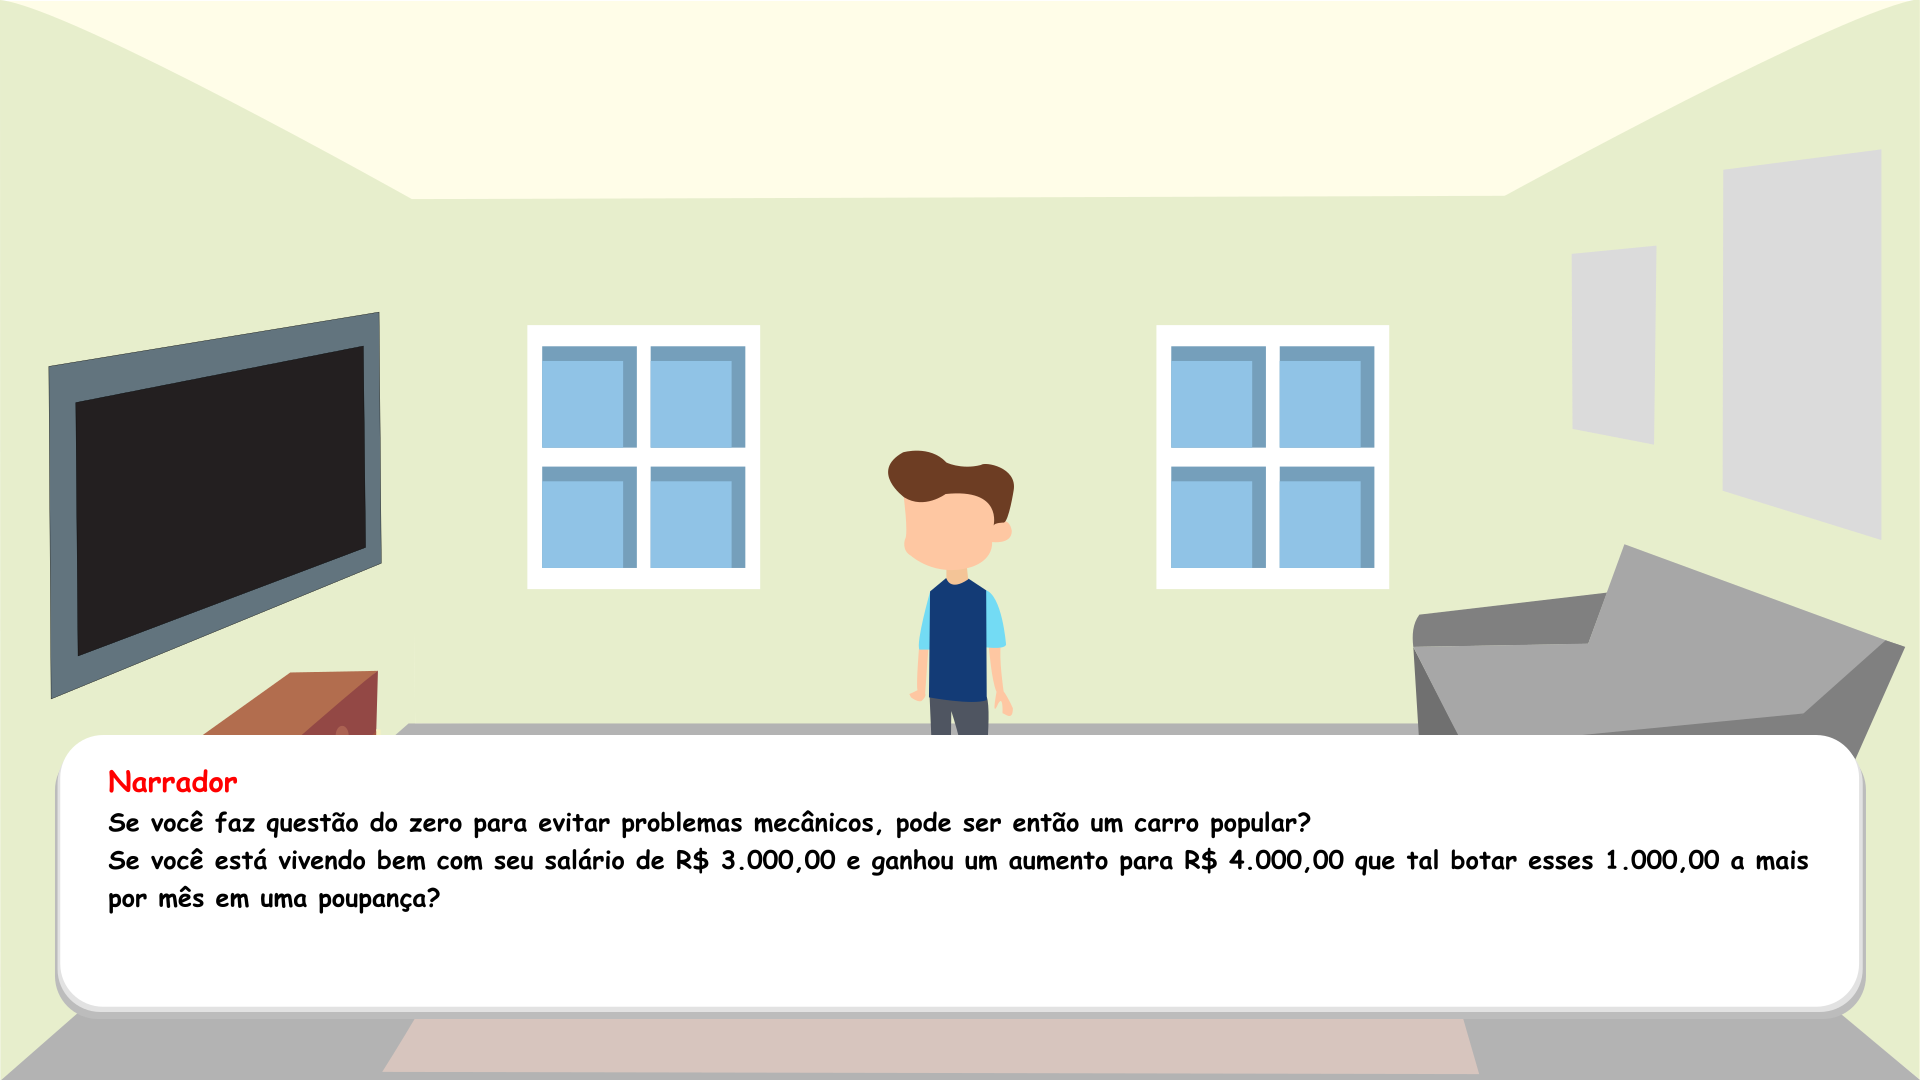 Narrador
Se você faz questão do zero para evitar problemas mecânicos, pode ser então um carro popular?
Se você está vivendo bem com seu salário de R$ 3.000,00 e ganhou um aumento para R$ 4.000,00 que tal botar esses 1.000,00 a mais
por mês em uma poupança?